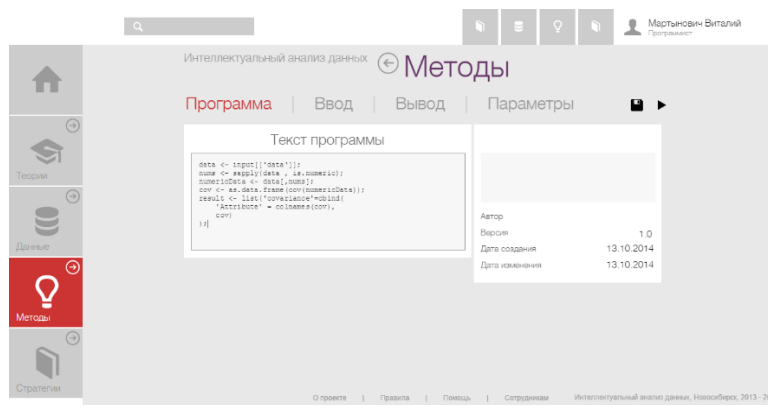 Мартынович Виталий
Программист
Интеллектуальный анализ данных
Методы
Программа | Ввод | Вывод | Параметры
Теории
Данные
Методы
Стратегии
Текст программы
data <- input[['data']];
nums <- sapply(data , is.numeric);
numericData <- data[,nums];
cov <- as.data.frame(cov(numericData));
result <- list('covariance'=cbind(
'Attribute' = colnames(cov),
cov)
);
Автор
Версия 1.0
Дата создания 13.10.2014
Дата изменения 13.10.2014
О проекте | Правила | Помощь | Сотрудникам Интеллектуальный анализ данных, Новосибирск, 2013 - 2